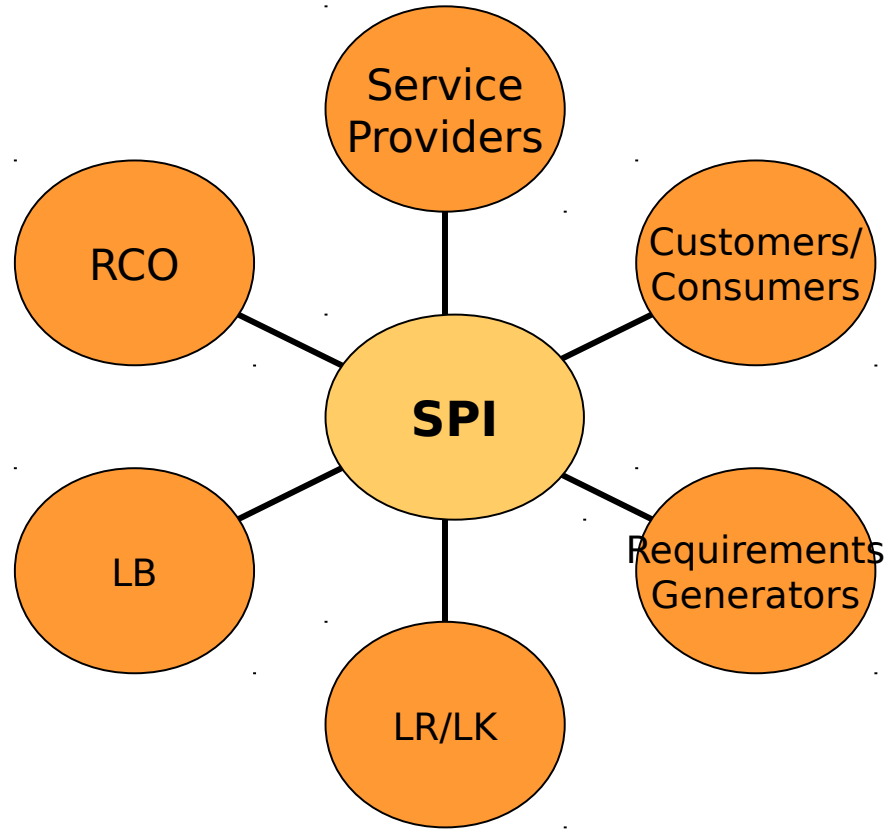 Service
Providers
RCO
Customers/
Consumers
SPI
LB
Requirements
Generators
LR/LK